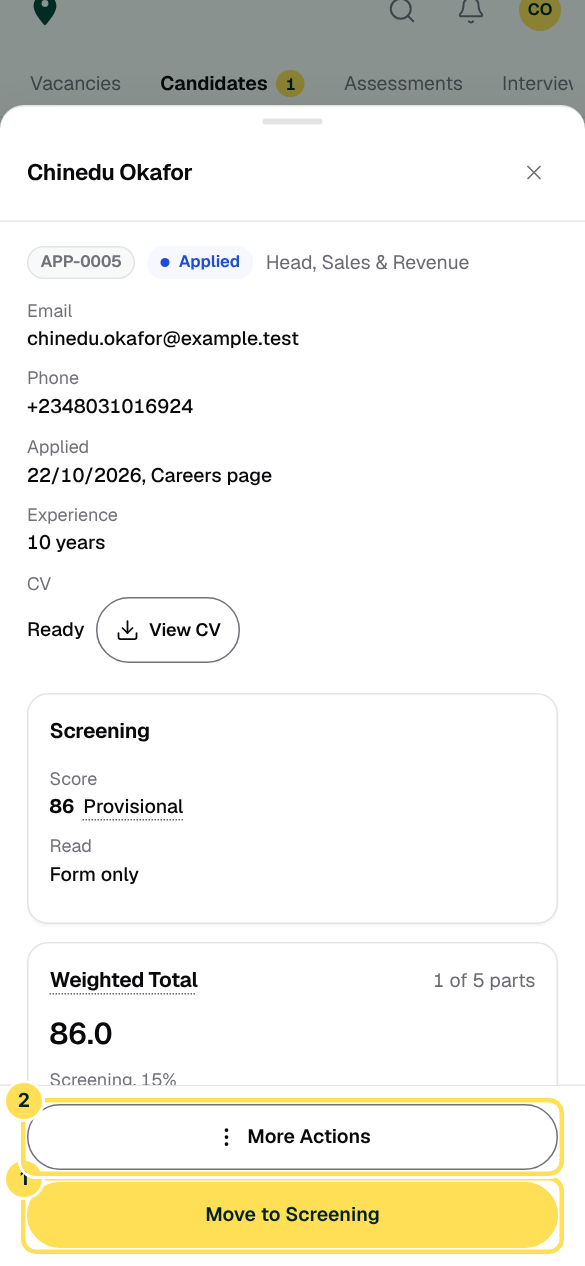 CO
Vacancies Candidates 1 Assessments
Chinedu Okafor
APP-0005 Applied Head, Sales & Revenue
Email
chinedu.okafor@example.test
Phone
+2348031016924
Applied
22/10/2026, Careers page
Experience
10 years
CV
Ready View CV
Screening
Score
86 Provisional
Read
Form only
Weighted Total 1 of 5 parts
86.0
Screening, 15%
2
More Actions
1
Move to Screening